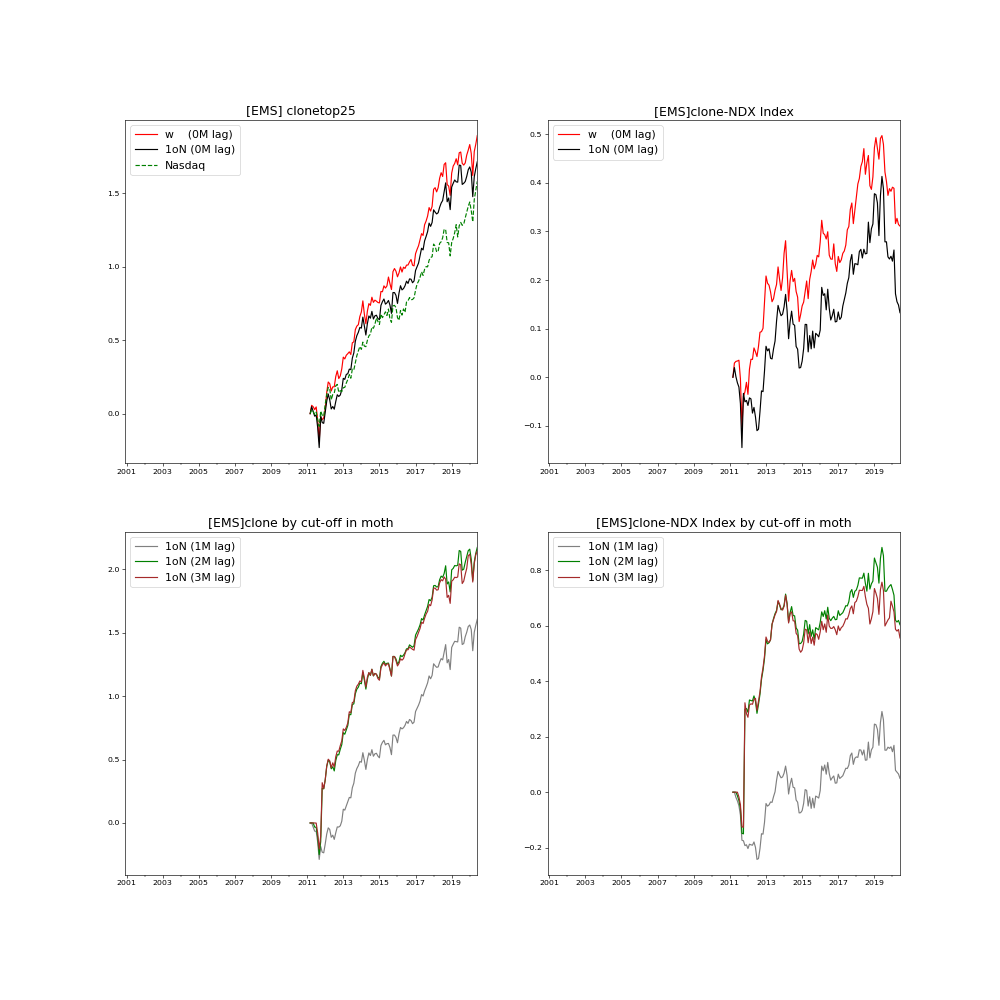 [EMS] clonetop25
w (0M lag)
1oN (0M lag)
Nasdaq
1.5
1.0
0.5
0.0
2001 2003 2005 2007 2009 2011 2013 2015 2017 2019
[EMS]clone-NDX Index
w (0M lag)
1oN (0M lag)
0.5
0.4
0.3
0.2
0.1
0.0
−0.1
2001 2003 2005 2007 2009 2011 2013 2015 2017 2019
[EMS]clone by cut-off in moth
1oN (1M lag)
1oN (2M lag)
1oN (3M lag)
2.0
1.5
1.0
0.5
0.0
2001 2003 2005 2007 2009 2011 2013 2015 2017 2019
[EMS]clone-NDX Index by cut-off in moth
1oN (1M lag)
1oN (2M lag)
1oN (3M lag)
0.8
0.6
0.4
0.2
0.0
−0.2
2001 2003 2005 2007 2009 2011 2013 2015 2017 2019